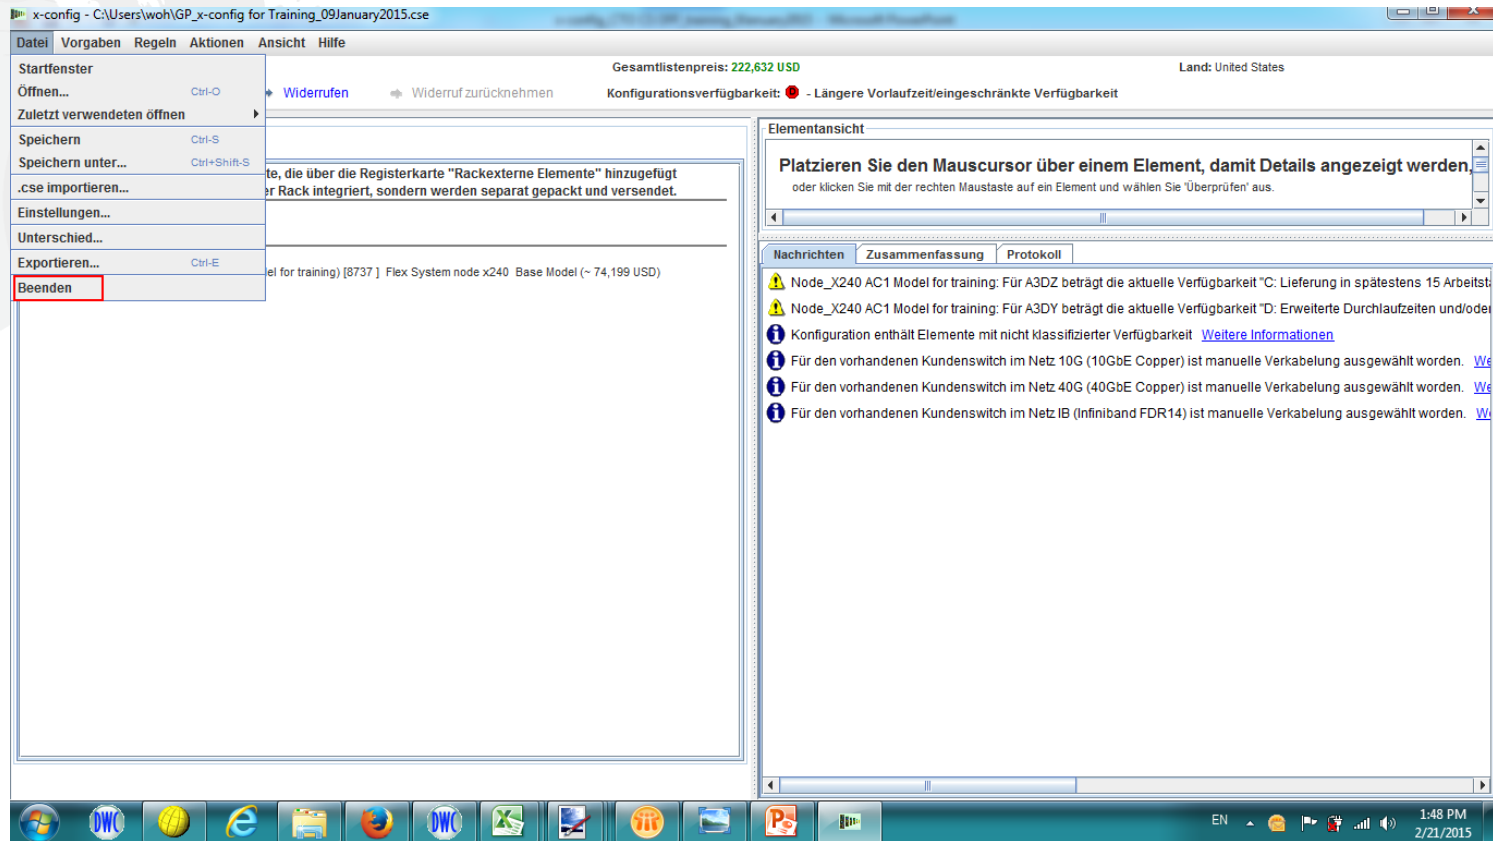 x-config - C:\Users\woh\GP_x-config for Training_09January2015.cse
Datei Vorgaben Regeln Aktionen Ansicht Hilfe
Startfenster
Öffnen... Ctrl-O
Zuletzt verwendeten öffnen
Speichern Ctrl-S
Speichern unter... Ctrl+Shift-S
.cse importieren...
Einstellungen...
Unterschied...
Exportieren... Ctrl-E
Beenden
Gesamtlistenpreis: 222,632 USD
Land: United States
Widerrufen Widerruf zurücknehmen
Konfigurationsverfügbarkeit: D - Längere Vorlaufzeit/eingeschränkte Verfügbarkeit
die über die Registerkarte "Rackexterne Elemente" hinzugefügt
Rack integriert, sondern werden separat gepackt und versendet.
for training) [8737 ] Flex System node x240 Base Model (~ 74,199 USD)
Elementansicht
Platzieren Sie den Mauscursor über einem Element, damit Details angezeigt werden,
oder klicken Sie mit der rechten Maustaste auf ein Element und wählen Sie 'Überprüfen' aus.
Nachrichten Zusammenfassung Protokoll
Node_X240 AC1 Model for training: Für A3DZ beträgt die aktuelle Verfügbarkeit "C: Lieferung in spätestens 15 Arbeitst
Node_X240 AC1 Model for training: Für A3DY beträgt die aktuelle Verfügbarkeit "D: Erweiterte Durchlaufzeiten und/oder
Konfiguration enthält Elemente mit nicht klassifizierter Verfügbarkeit Weitere Informationen
Für den vorhandenen Kundenswitch im Netz 10G (10GbE Copper) ist manuelle Verkabelung ausgewählt worden. We
Für den vorhandenen Kundenswitch im Netz 40G (40GbE Copper) ist manuelle Verkabelung ausgewählt worden. We
Für den vorhandenen Kundenswitch im Netz IB (Infiniband FDR14) ist manuelle Verkabelung ausgewählt worden. W
DWC DWC
EN
1:48 PM
2/21/2015